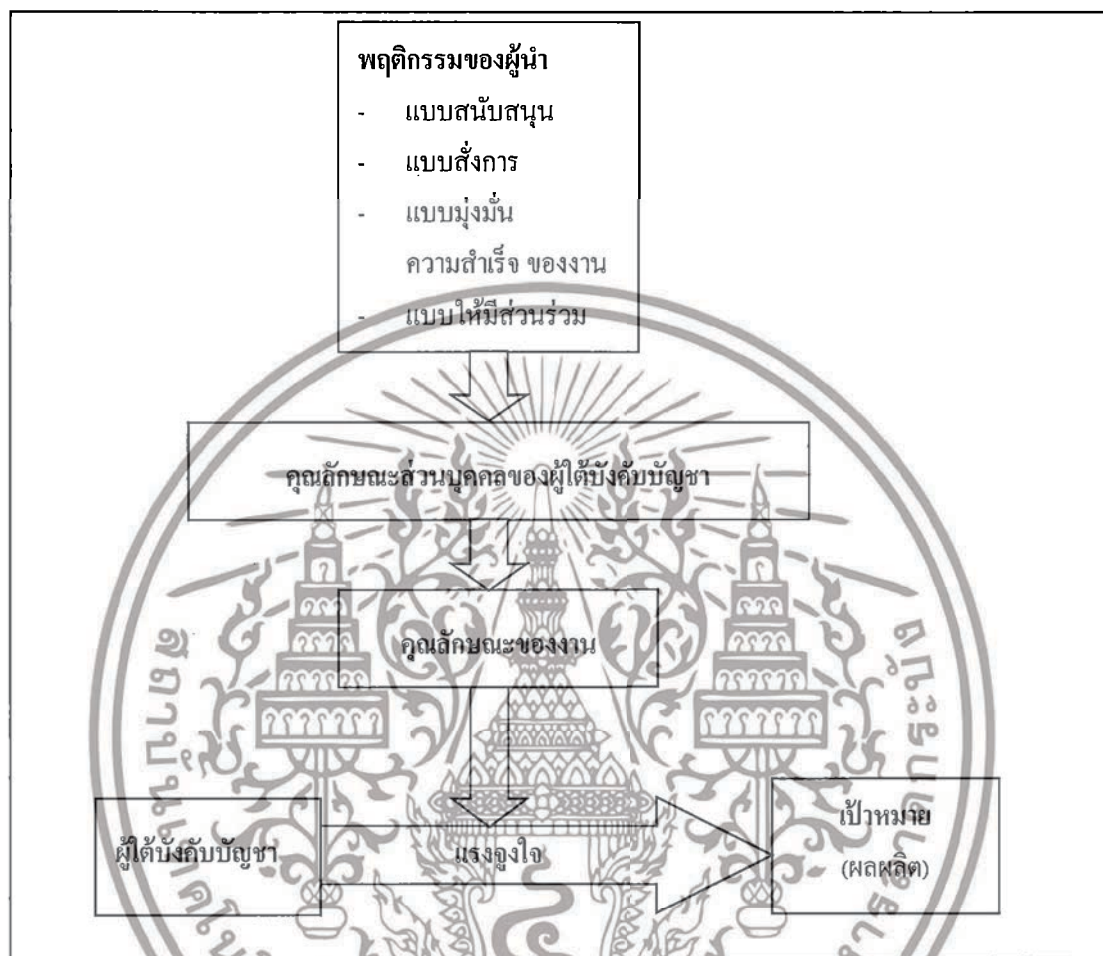 พฤติกรรมของผู้นำ
- แบบสนับสนุน
- แบบสั่งการ
- แบบมุ่งมั่น
ความสำเร็จ ของงาน
- แบบให้มีส่วนร่วม
คุณลักษณะส่วนบุคคลของผู้ใต้บังคับบัญชา
คุณลักษณะของงาน
ผู้ใต้บังคับบัญชา
แรงจูงใจ
เป้าหมาย
(ผลผลิต)